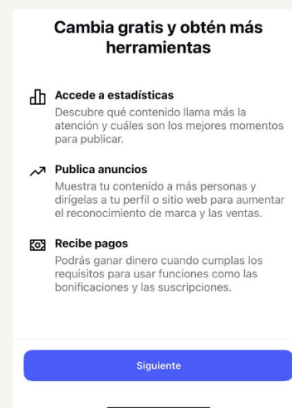 Cambia gratis y obtén más
herramientas
Accede a estadísticas
Descubre qué contenido llama más la
atención y cuáles son los mejores momentos
para publicar.
Publica anuncios
Muestra tu contenido a más personas y
dirígelas a tu perfil o sitio web para aumentar
el reconocimiento de marca y las ventas.
Recibe pagos
Podrás ganar dinero cuando cumplas los
requisitos para usar funciones como las
bonificaciones y las suscripciones.
Siguiente